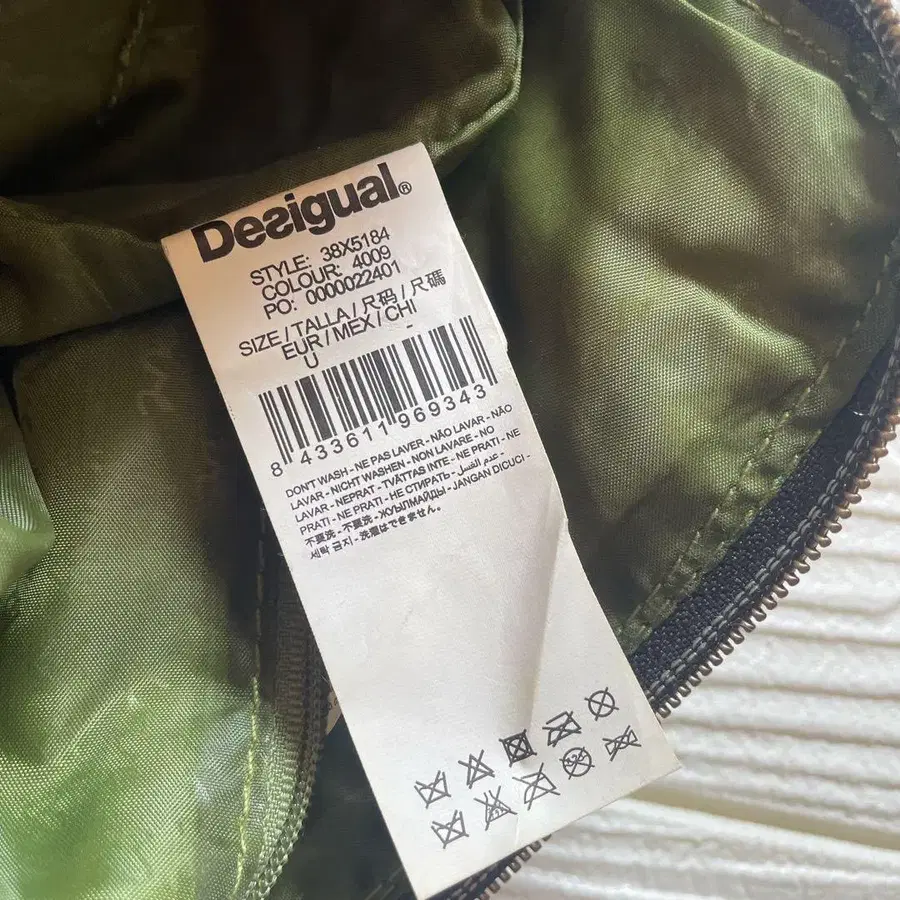 Desigual®
STYLE: 38X5184
COLOUR: 4009
PO: 0000022401
SIZE / TALLA / 尺码 / 尺碼
EUR / MEX / CHI
U -
8 433611 969343
DON'T WASH - NE PAS LAVER - NÃO LAVAR - NÃO
LAVAR - NICHT WASHEN - NON LAVARE - NO
LAVAR - NEPRAT - TVÄTTAS INTE - NE PRATI - NE
PRATI - NE PRATI - НЕ СТИРАТЬ - عدم الغسل -
不要洗 - 不要洗 - ЖУЫЛМАЙДЫ - JANGAN DICUCI -
세탁 금지 - 洗濯はできません。